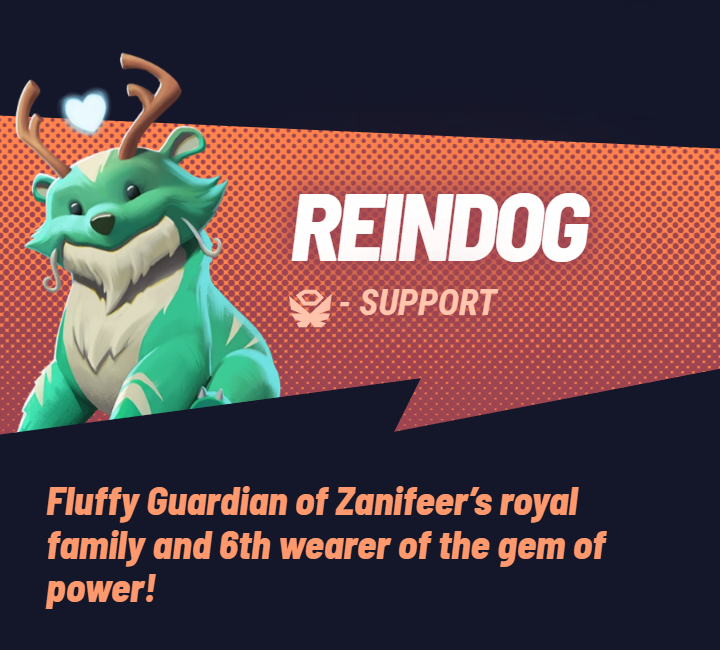 REINDOG
- SUPPORT
Fluffy Guardian of Zanifeer’s royal
family and 6th wearer of the gem of
power!